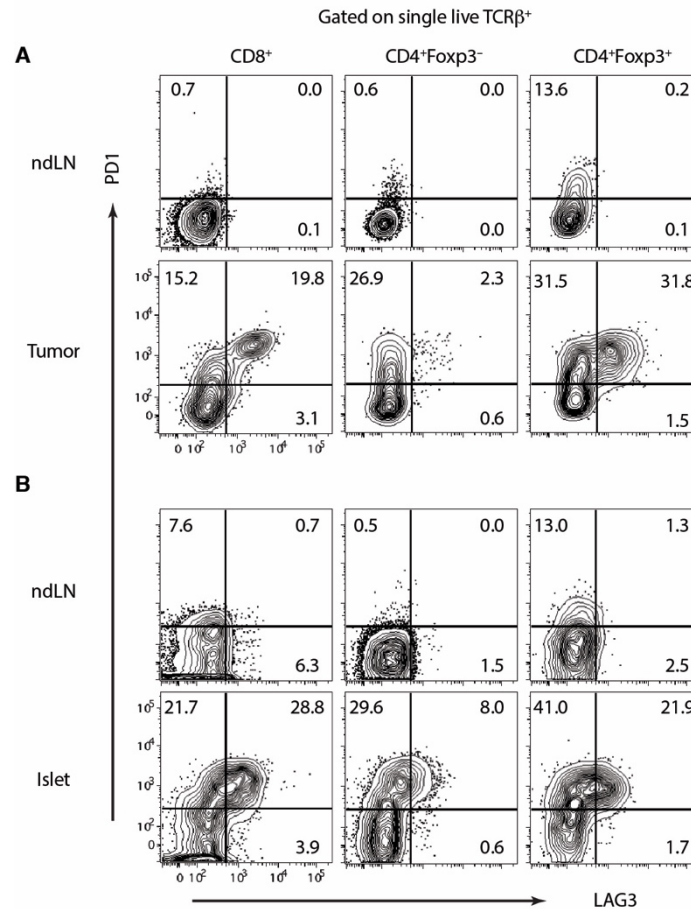 Gated on single live TCRβ⁺
A
CD8⁺ CD4⁺Foxp3⁻ CD4⁺Foxp3⁺
0.7 0.0 0.6 0.0 13.6 0.2
ndLN
PD1
0.1 0.0 0.1
10⁵ 15.2 19.8 26.9 2.3 31.5 31.8
10⁴
Tumor
10³
10²
0 3.1 0.6 1.5
0 10² 10³ 10⁴ 10⁵
B
7.6 0.7 0.5 0.0 13.0 1.3
ndLN
6.3 1.5 2.5
10⁵ 21.7 28.8 29.6 8.0 41.0 21.9
10⁴
Islet
10³
10²
0 3.9 0.6 1.7
0 10² 10³ 10⁴ 10⁵
LAG3